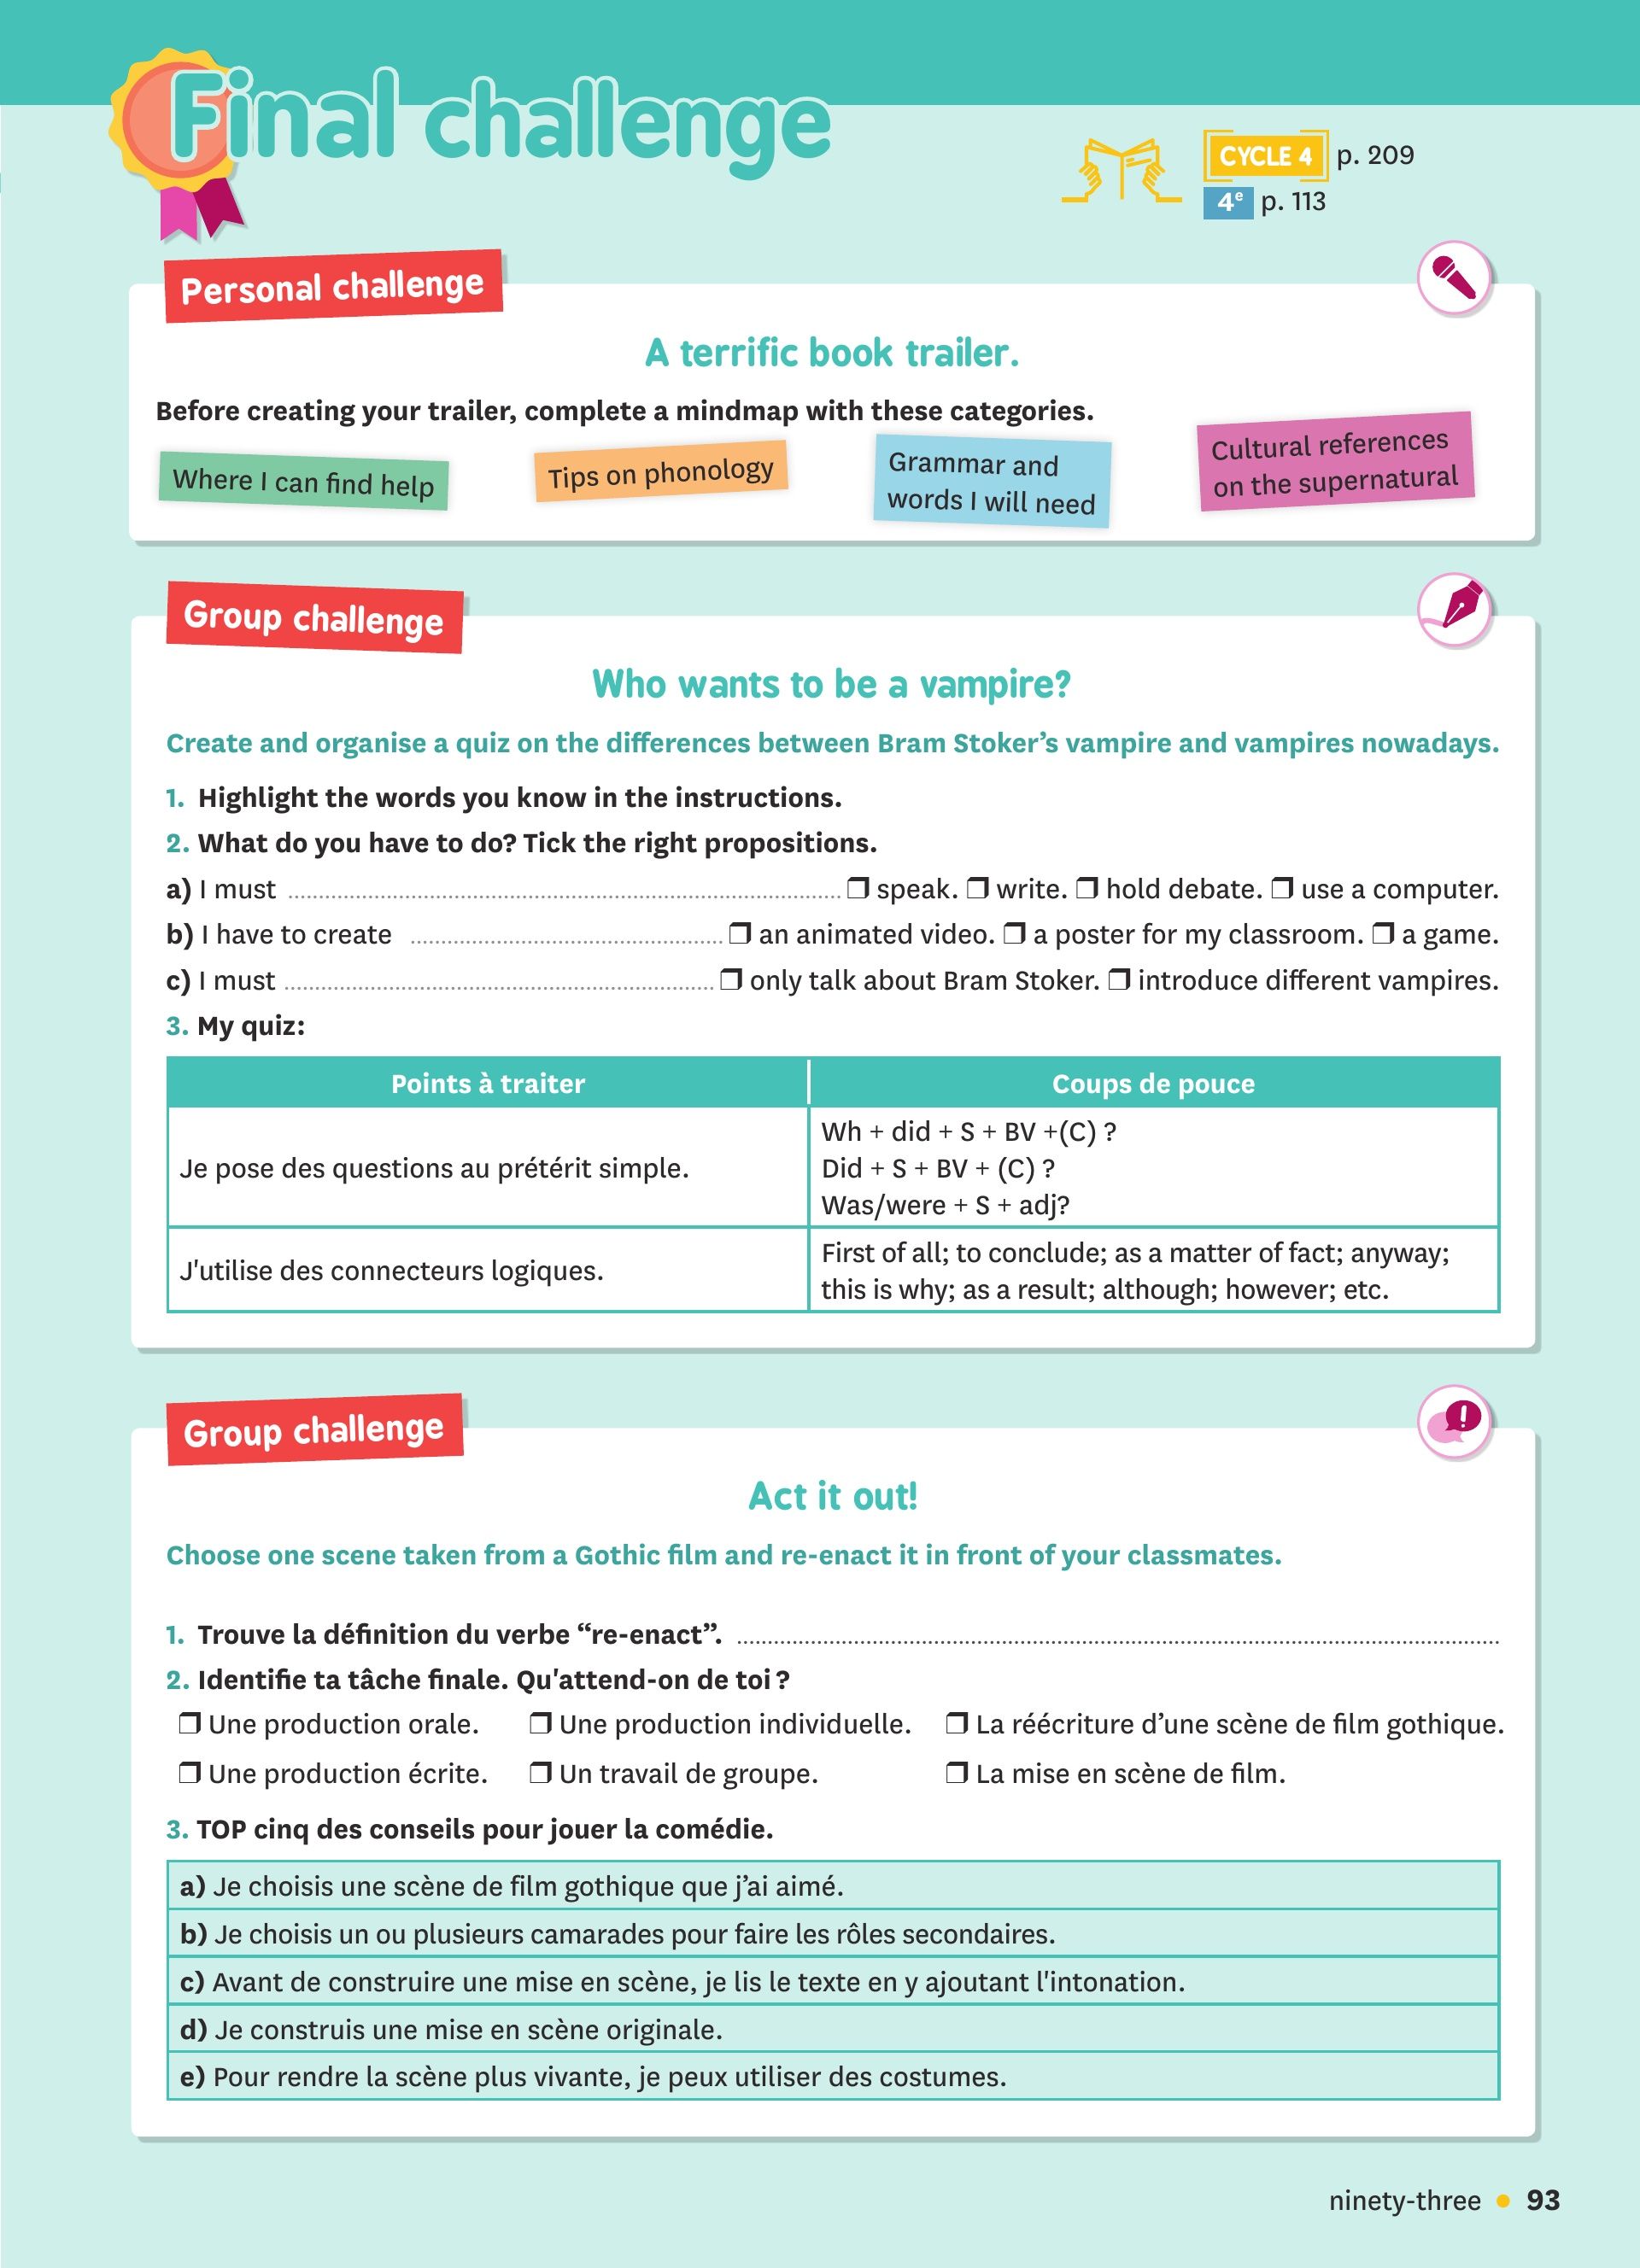 Final challenge
CYCLE 4 p. 209
4e p. 113
Personal challenge
A terrific book trailer.
Before creating your trailer, complete a mindmap with these categories.
Where I can find help
Tips on phonology
Grammar and
words I will need
Cultural references
on the supernatural
Group challenge
Who wants to be a vampire?
Create and organise a quiz on the differences between Bram Stoker’s vampire and vampires nowadays.
1. Highlight the words you know in the instructions.
2. What do you have to do? Tick the right propositions.
a) I must ........ ❒ speak. ❒ write. ❒ hold debate. ❒ use a computer.
b) I have to create ........ ❒ an animated video. ❒ a poster for my classroom. ❒ a game.
c) I must ........ ❒ only talk about Bram Stoker. ❒ introduce different vampires.
3. My quiz:
Points à traiter
Coups de pouce
Je pose des questions au prétérit simple.
Wh + did + S + BV +(C) ?
Did + S + BV + (C) ?
Was/were + S + adj?
J'utilise des connecteurs logiques.
First of all; to conclude; as a matter of fact; anyway;
this is why; as a result; although; however; etc.
Group challenge
Act it out!
Choose one scene taken from a Gothic film and re-enact it in front of your classmates.
1. Trouve la définition du verbe “re-enact”. ........
2. Identifie ta tâche finale. Qu'attend-on de toi ?
❒ Une production orale. ❒ Une production individuelle. ❒ La réécriture d’une scène de film gothique.
❒ Une production écrite. ❒ Un travail de groupe. ❒ La mise en scène de film.
3. TOP cinq des conseils pour jouer la comédie.
a) Je choisis une scène de film gothique que j’ai aimé.
b) Je choisis un ou plusieurs camarades pour faire les rôles secondaires.
c) Avant de construire une mise en scène, je lis le texte en y ajoutant l'intonation.
d) Je construis une mise en scène originale.
e) Pour rendre la scène plus vivante, je peux utiliser des costumes.
ninety-three • 93